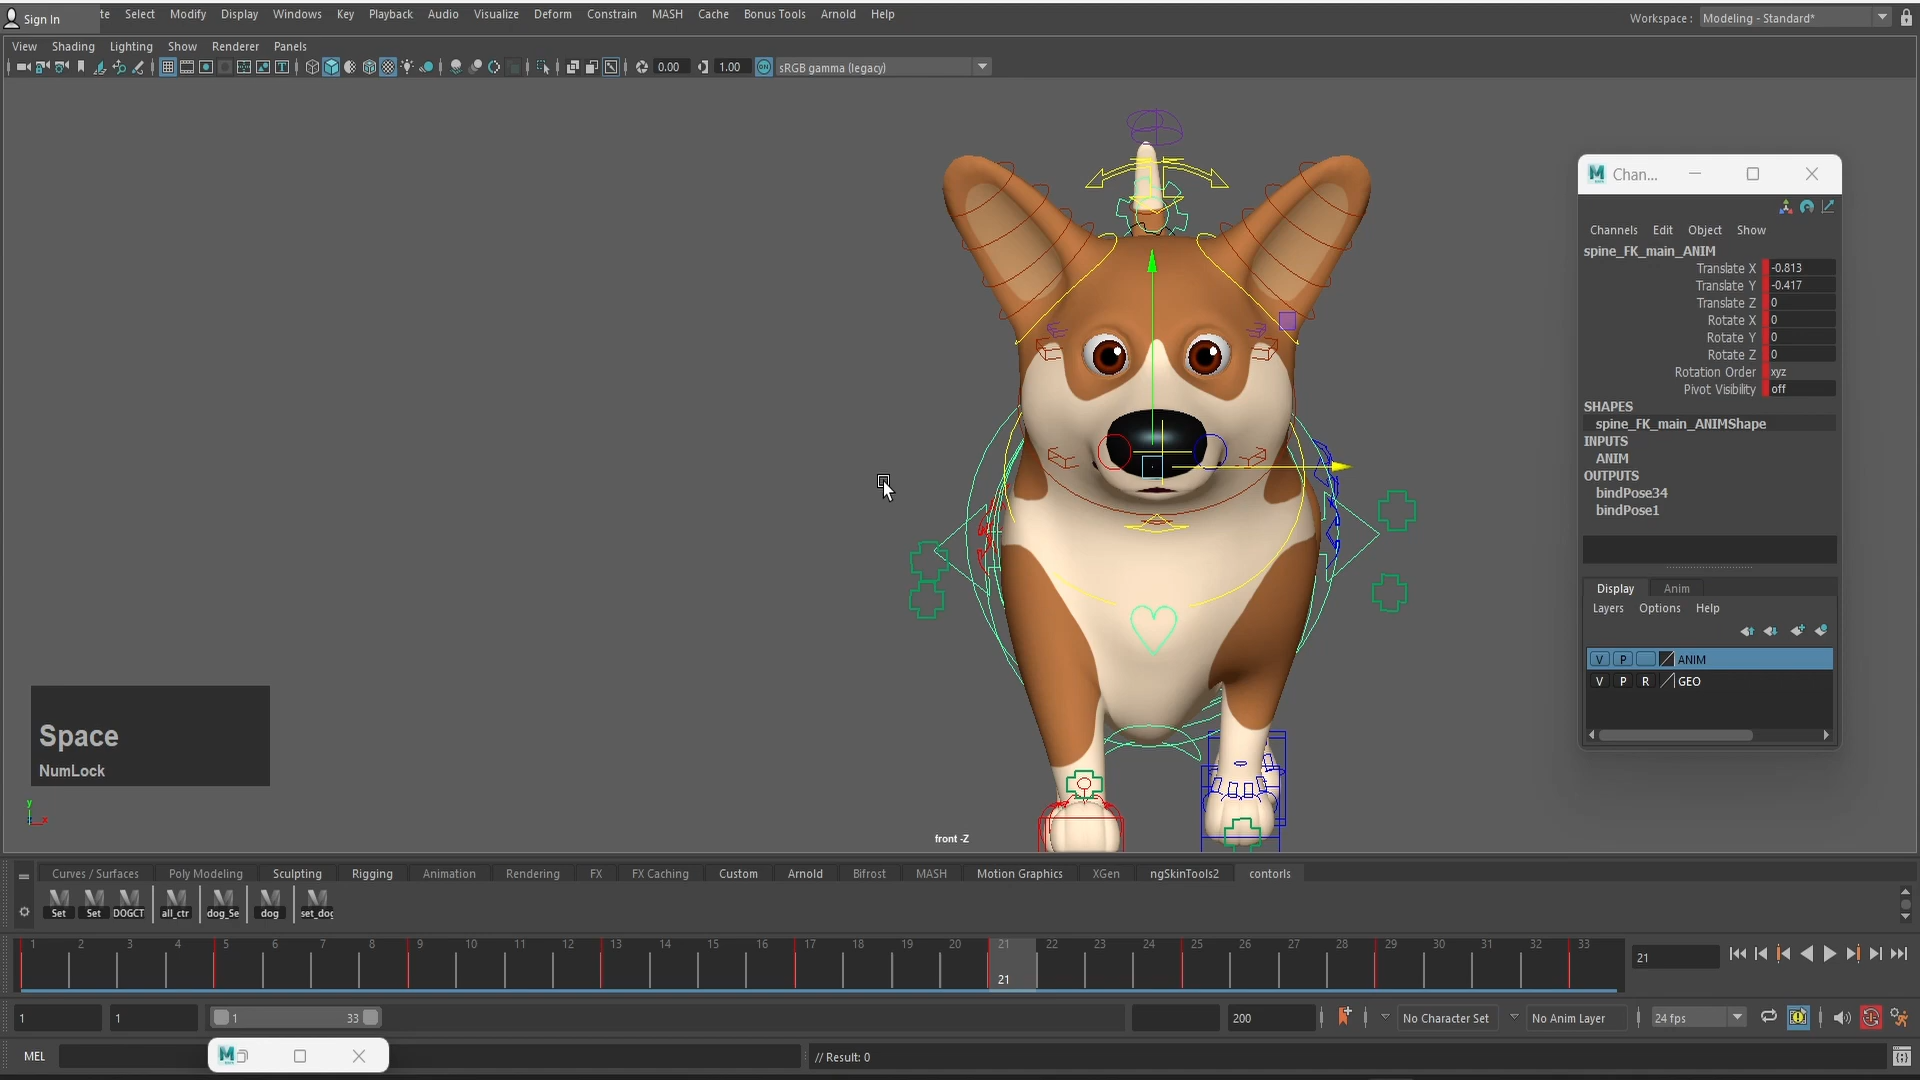 Sign In
te Select Modify Display Windows Key Playback Audio Visualize Deform Constrain MASH Cache Bonus Tools Arnold Help
Workspace : Modeling - Standard*
View Shading Lighting Show Renderer Panels
0.00 1.00 ON sRGB gamma (legacy)
M Chan...
Channels Edit Object Show
spine_FK_main_ANIM
Translate X -0.813
Translate Y -0.417
Translate Z 0
Rotate X 0
Rotate Y 0
Rotate Z 0
Rotation Order xyz
Pivot Visibility off
SHAPES
spine_FK_main_ANIMShape
INPUTS
ANIM
OUTPUTS
bindPose34
bindPose1
Display Anim
Layers Options Help
V P ANIM
V P R GEO
Space
NumLock
y
z x
front -Z
Curves / Surfaces Poly Modeling Sculpting Rigging Animation Rendering FX FX Caching Custom Arnold Bifrost MASH Motion Graphics XGen ngSkinTools2 contorls
Set Set DOGCT all_ctr dog_Se dog set_dog
1 2 3 4 5 6 7 8 9 10 11 12 13 14 15 16 17 18 19 20 21 22 23 24 25 26 27 28 29 30 31 32 33
21
21
1 1 1 33 200 No Character Set No Anim Layer 24 fps
MEL M // Result: 0